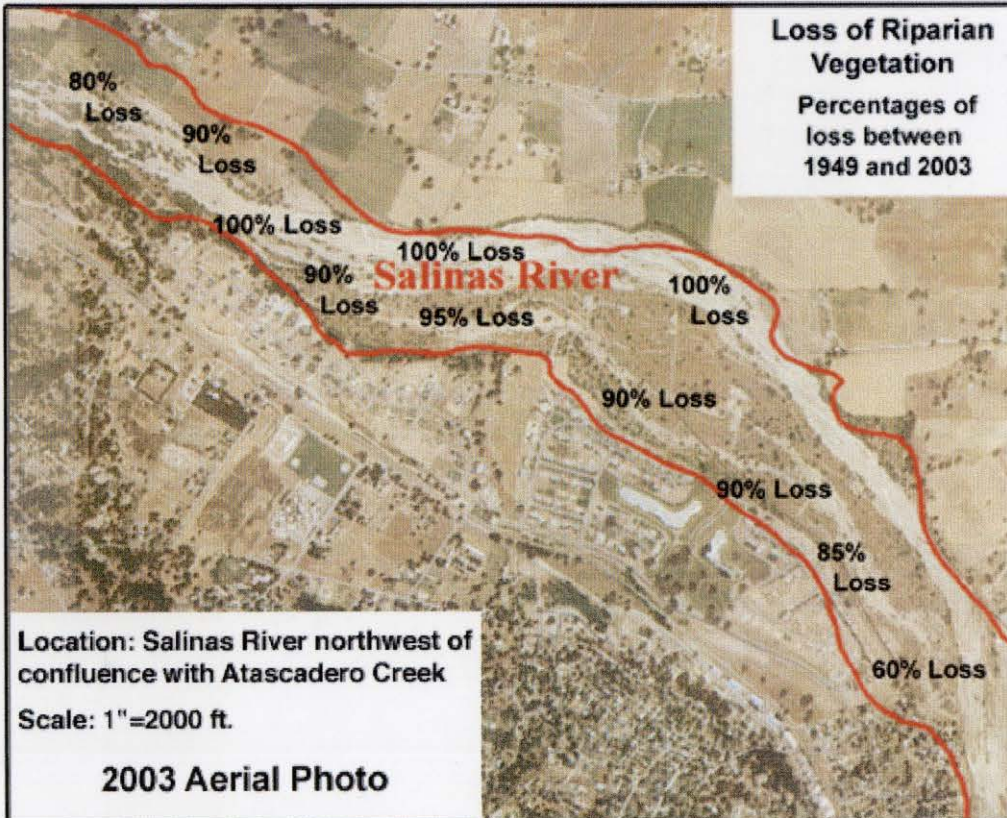 Loss of Riparian
Vegetation
Percentages of
loss between
1949 and 2003
80%
Loss
90%
Loss
100% Loss
100% Loss
Salinas River
90%
Loss
100%
Loss
95% Loss
90% Loss
90% Loss
85%
Loss
60% Loss
Location: Salinas River northwest of
confluence with Atascadero Creek
Scale: 1"=2000 ft.
2003 Aerial Photo